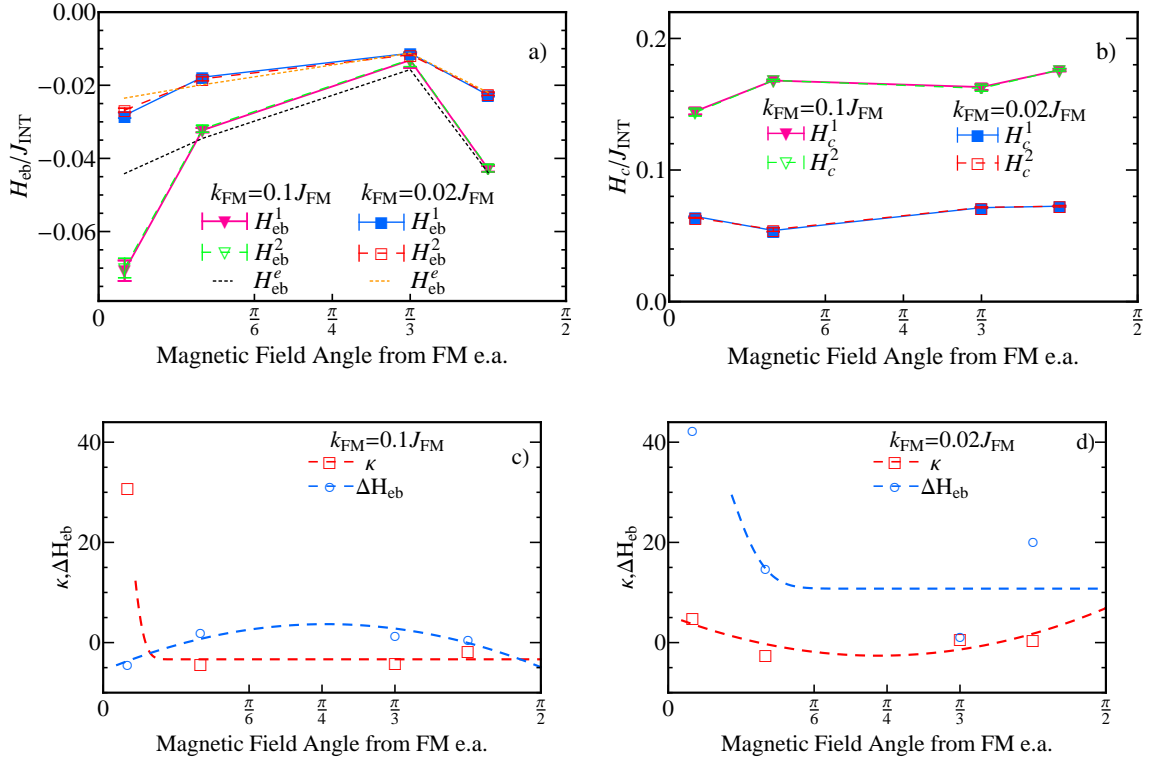 0.00
−0.02
−0.04
−0.06
H_eb/J_INT
a)
k_FM=0.1J_FM k_FM=0.02J_FM
H^1_eb H^1_eb
H^2_eb H^2_eb
H^e_eb H^e_eb
0 π/6 π/4 π/3 π/2
Magnetic Field Angle from FM e.a.
0.2
0.1
0.0
H_c/J_INT
b)
k_FM=0.1J_FM k_FM=0.02J_FM
H^1_c H^1_c
H^2_c H^2_c
0 π/6 π/4 π/3 π/2
Magnetic Field Angle from FM e.a.
40
20
0
κ,ΔH_eb
k_FM=0.1J_FM
c)
κ
ΔH_eb
0 π/6 π/4 π/3 π/2
Magnetic Field Angle from FM e.a.
40
20
0
κ,ΔH_eb
k_FM=0.02J_FM
d)
κ
ΔH_eb
0 π/6 π/4 π/3 π/2
Magnetic Field Angle from FM e.a.